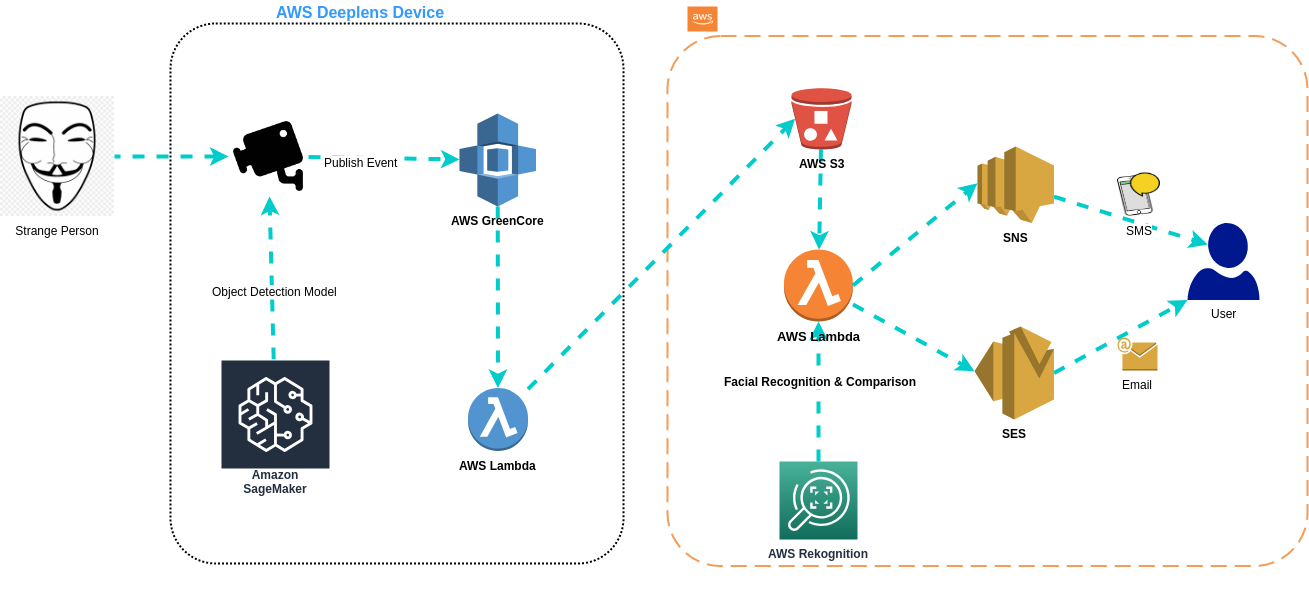 AWS Deeplens Device
aws
Strange Person
Publish Event
AWS GreenCore
Object Detection Model
Amazon
SageMaker
AWS Lambda
AWS S3
AWS Lambda
Facial Recognition & Comparison
AWS Rekognition
SNS
SMS
User
@
Email
SES